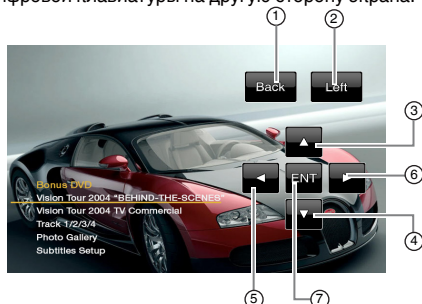 ифровой клавиатуры на другую сторону экрана.
1 2
Back Left
3
ENT
6
Bonus DVD
Vision Tour 2004 "BEHIND-THE-SCENES"
Vision Tour 2004 TV Commercial
Track 1/2/3/4
Photo Gallery
Subtitles Setup
4
5 7